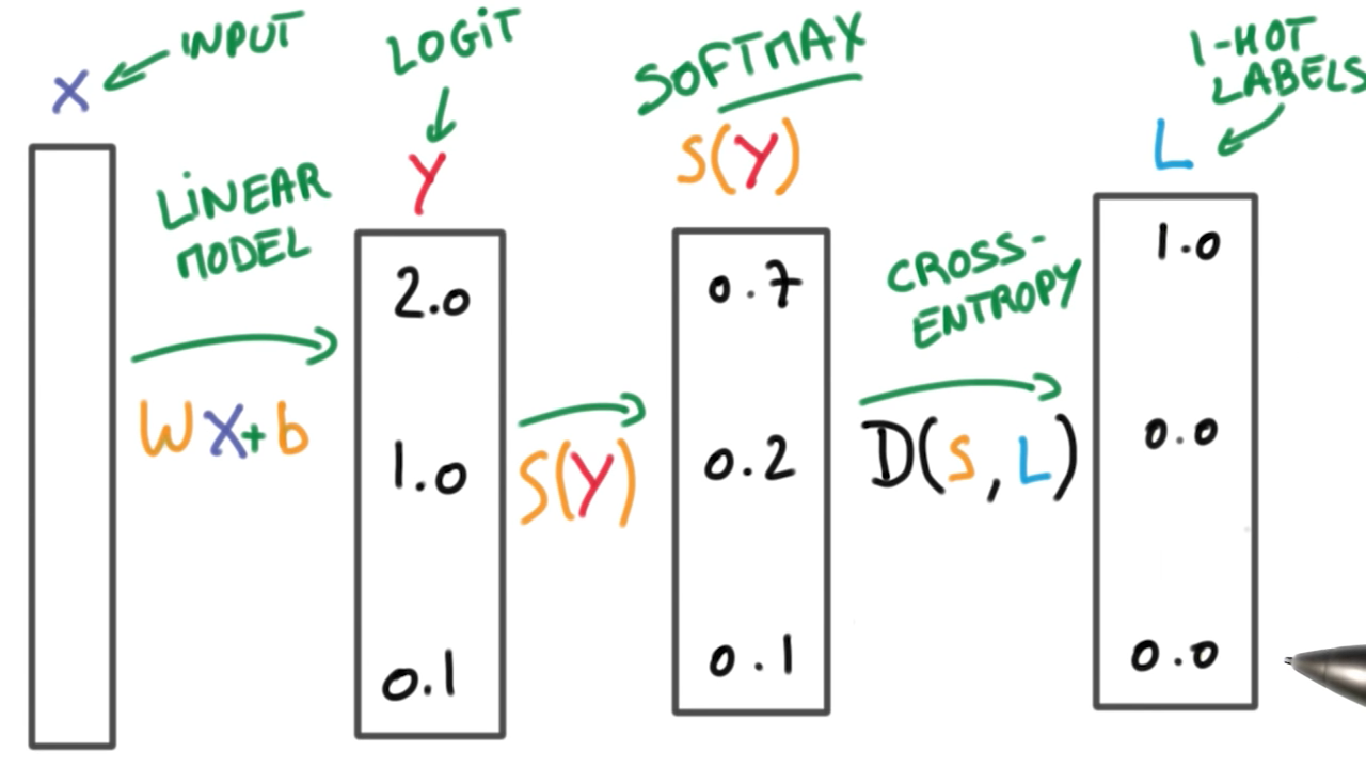 X
INPUT
LINEAR
MODEL
WX+b
LOGIT
Y
2.0
1.0
0.1
S(Y)
SOFTMAX
S(Y)
0.7
0.2
0.1
CROSS-
ENTROPY
D(S,L)
1-HOT
LABELS
L
1.0
0.0
0.0